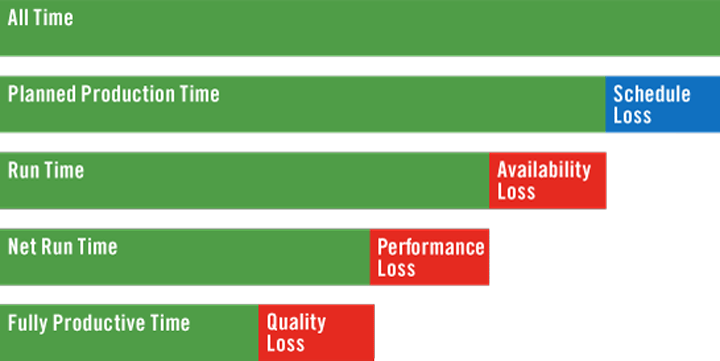 All Time
Planned Production Time
Schedule
Loss
Run Time
Availability
Loss
Net Run Time
Performance
Loss
Fully Productive Time
Quality
Loss